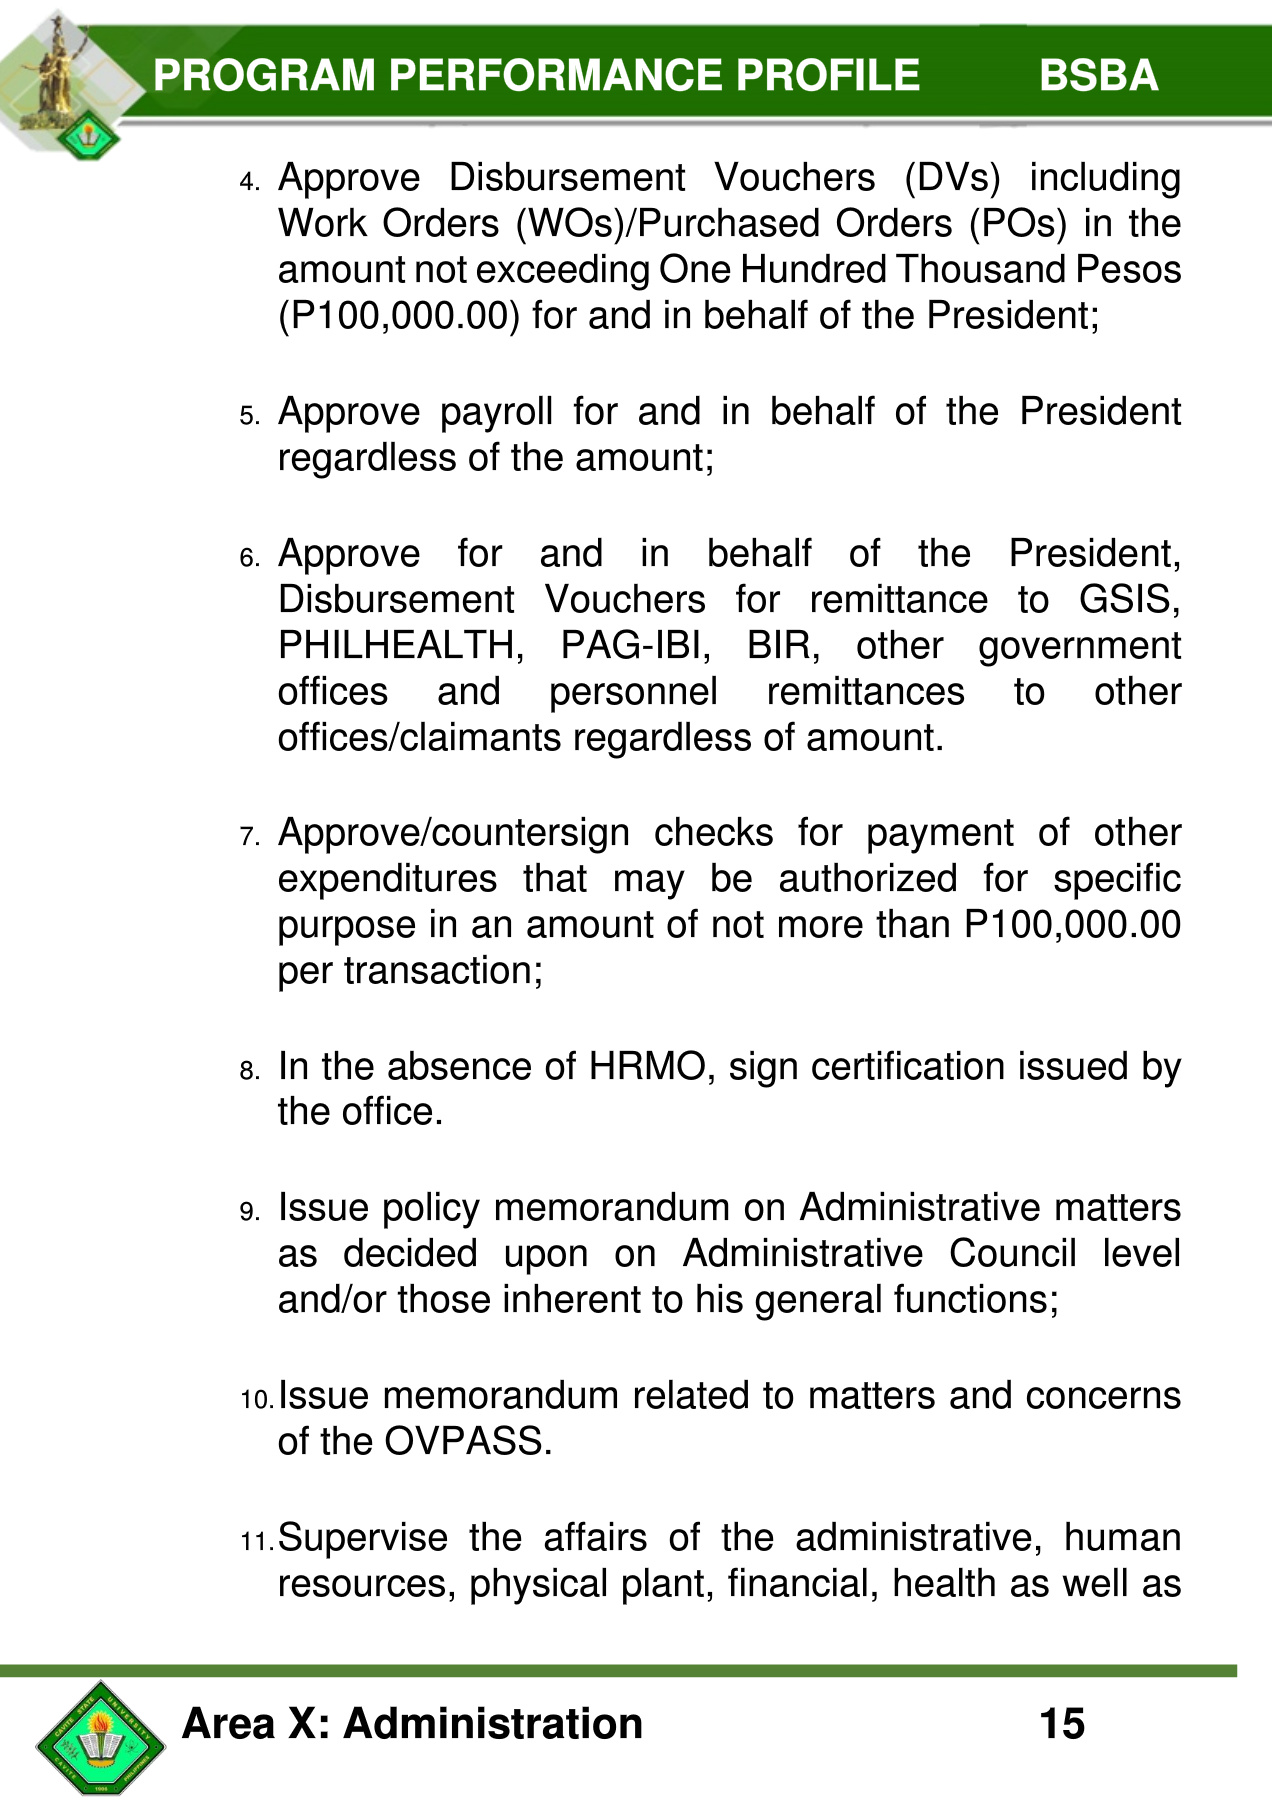 PROGRAM PERFORMANCE PROFILE BSBA
4. Approve Disbursement Vouchers (DVs) including
Work Orders (WOs)/Purchased Orders (POs) in the
amount not exceeding One Hundred Thousand Pesos
(P100,000.00) for and in behalf of the President;
5. Approve payroll for and in behalf of the President
regardless of the amount;
6. Approve for and in behalf of the President,
Disbursement Vouchers for remittance to GSIS,
PHILHEALTH, PAG-IBI, BIR, other government
offices and personnel remittances to other
offices/claimants regardless of amount.
7. Approve/countersign checks for payment of other
expenditures that may be authorized for specific
purpose in an amount of not more than P100,000.00
per transaction;
8. In the absence of HRMO, sign certification issued by
the office.
9. Issue policy memorandum on Administrative matters
as decided upon on Administrative Council level
and/or those inherent to his general functions;
10. Issue memorandum related to matters and concerns
of the OVPASS.
11. Supervise the affairs of the administrative, human
resources, physical plant, financial, health as well as
CAVITE STATE UNIVERSITY
CAVITE PHILIPPINES
1906
Area X: Administration 15